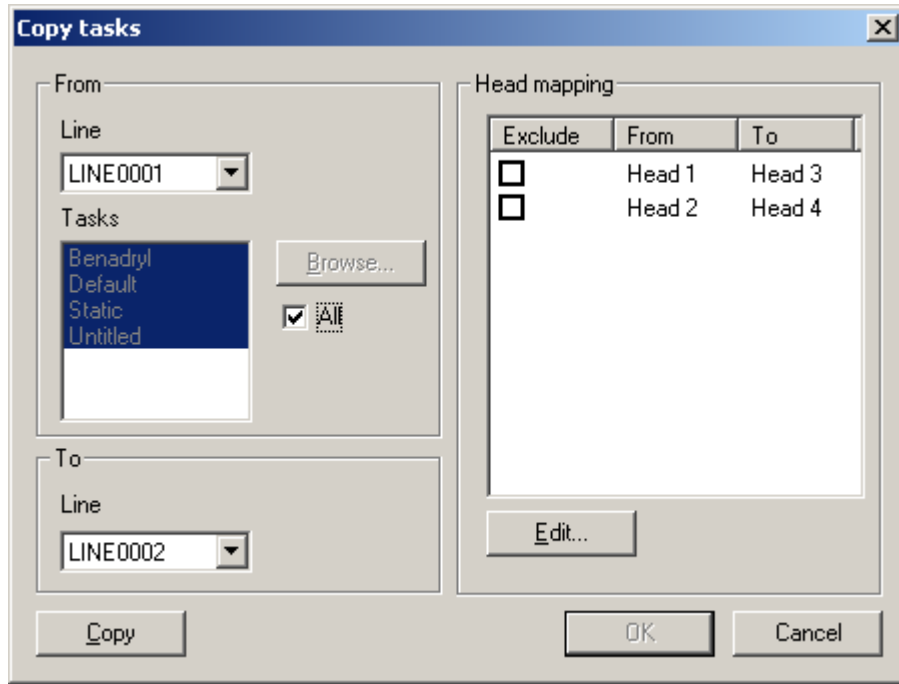 Copy tasks
From
Line
LINE0001
Tasks
Benadryl
Default
Static
Untitled
Browse...
All
To
Line
LINE0002
Copy
Head mapping
Exclude From To
Head 1 Head 3
Head 2 Head 4
Edit...
OK Cancel